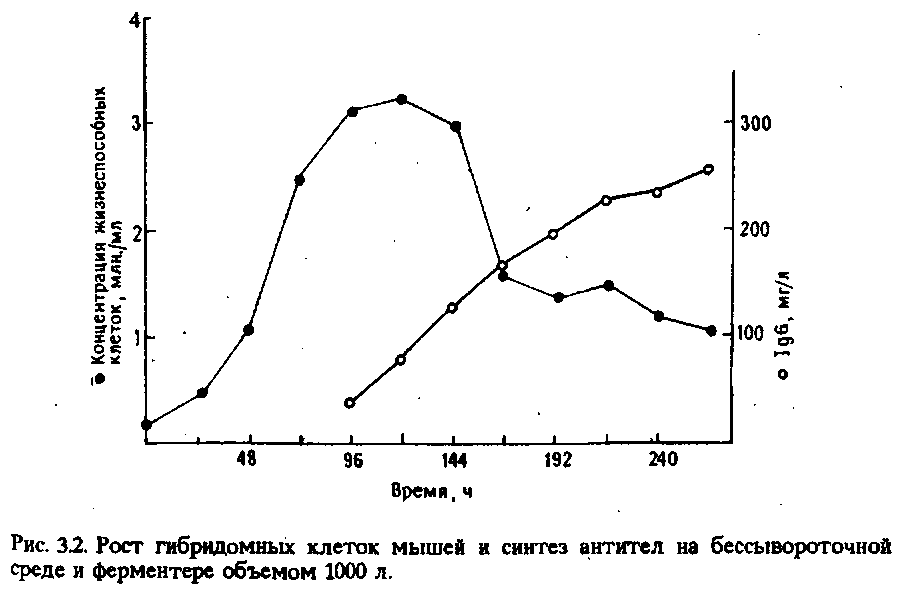 4
3
2
1
Концентрация жизнеспособных
клеток, млн./мл
300
200
100
IgG, мг/л
48 96 144 192 240
Время, ч
Рис. 3.2. Рост гибридомных клеток мышей и синтез антител на бессывороточной
среде и ферментере объемом 1000 л.